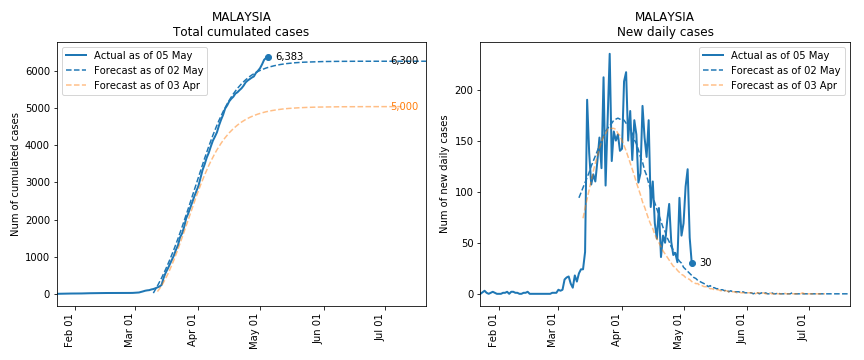 MALAYSIA
Total cumulated cases
Actual as of 05 May
Forecast as of 02 May
Forecast as of 03 Apr
6,383
6,300
5,000
6000
5000
4000
3000
2000
1000
0
Num of cumulated cases
Feb 01
Mar 01
Apr 01
May 01
Jun 01
Jul 01
MALAYSIA
New daily cases
Actual as of 05 May
Forecast as of 02 May
Forecast as of 03 Apr
200
150
100
50
0
30
Num of new daily cases
Feb 01
Mar 01
Apr 01
May 01
Jun 01
Jul 01